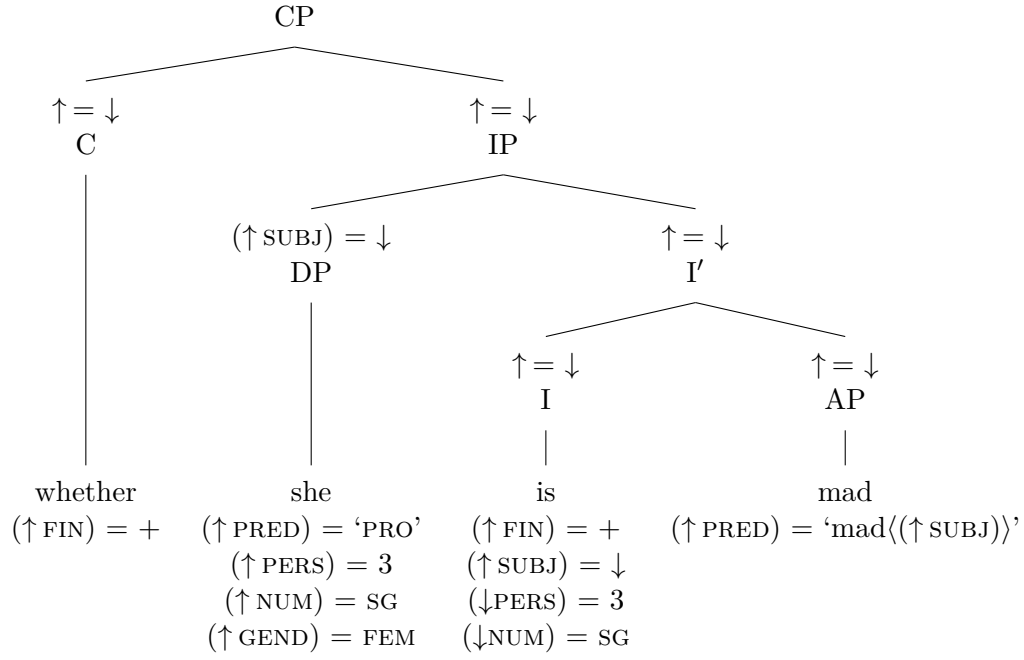 CP
↑ = ↓ ↑ = ↓
C IP
(↑ SUBJ) = ↓ ↑ = ↓
DP I′
↑ = ↓ ↑ = ↓
I AP
whether she is mad
(↑ FIN) = + (↑ PRED) = ‘PRO’ (↑ FIN) = + (↑ PRED) = ‘mad⟨(↑ SUBJ)⟩’
(↑ PERS) = 3 (↑ SUBJ) = ↓
(↑ NUM) = SG (↓PERS) = 3
(↑ GEND) = FEM (↓NUM) = SG